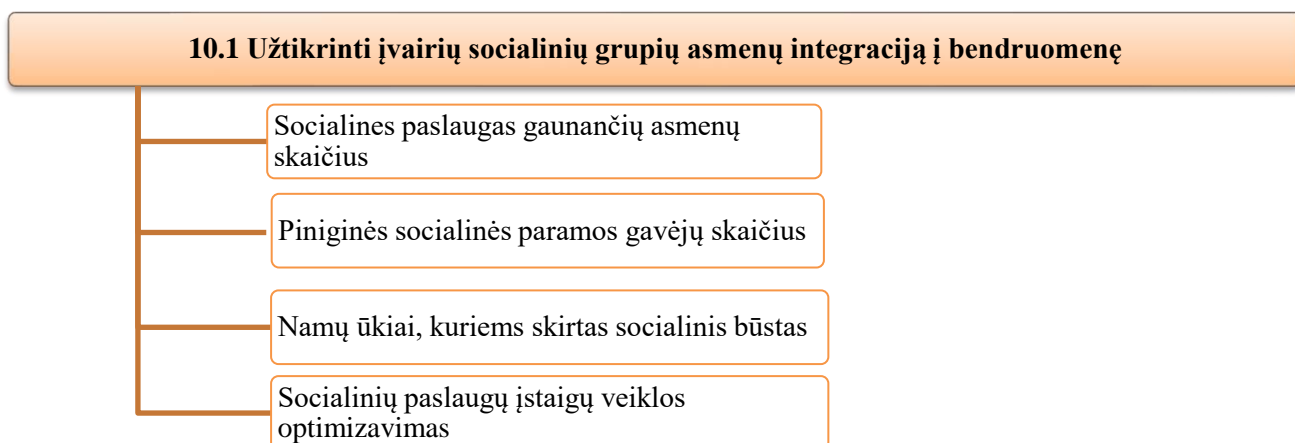 10.1 Užtikrinti įvairių socialinių grupių asmenų integraciją į bendruomenę
Socialines paslaugas gaunančių asmenų
skaičius
Piniginės socialinės paramos gavėjų skaičius
Namų ūkiai, kuriems skirtas socialinis būstas
Socialinių paslaugų įstaigų veiklos
optimizavimas